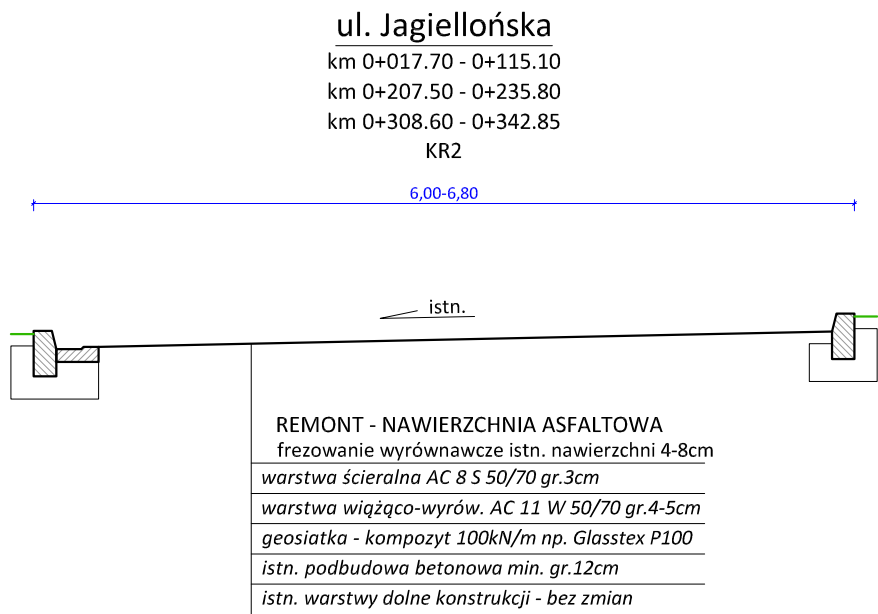 ul. Jagiellońska
km 0+017.70 - 0+115.10
km 0+207.50 - 0+235.80
km 0+308.60 - 0+342.85
KR2
6,00-6,80
istn.
REMONT - NAWIERZCHNIA ASFALTOWA
frezowanie wyrównawcze istn. nawierzchni 4-8cm
warstwa ścieralna AC 8 S 50/70 gr.3cm
warstwa wiążąco-wyrów. AC 11 W 50/70 gr.4-5cm
geosiatka - kompozyt 100kN/m np. Glasstex P100
istn. podbudowa betonowa min. gr.12cm
istn. warstwy dolne konstrukcji - bez zmian